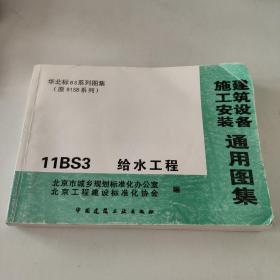 华北标BS系列图集
（原91SB系列）
建筑设备
施工安装
通用图集
11BS3 给水工程
北京市城乡规划标准化办公室
北京工程建设标准化协会
编
中国建筑工业出版社